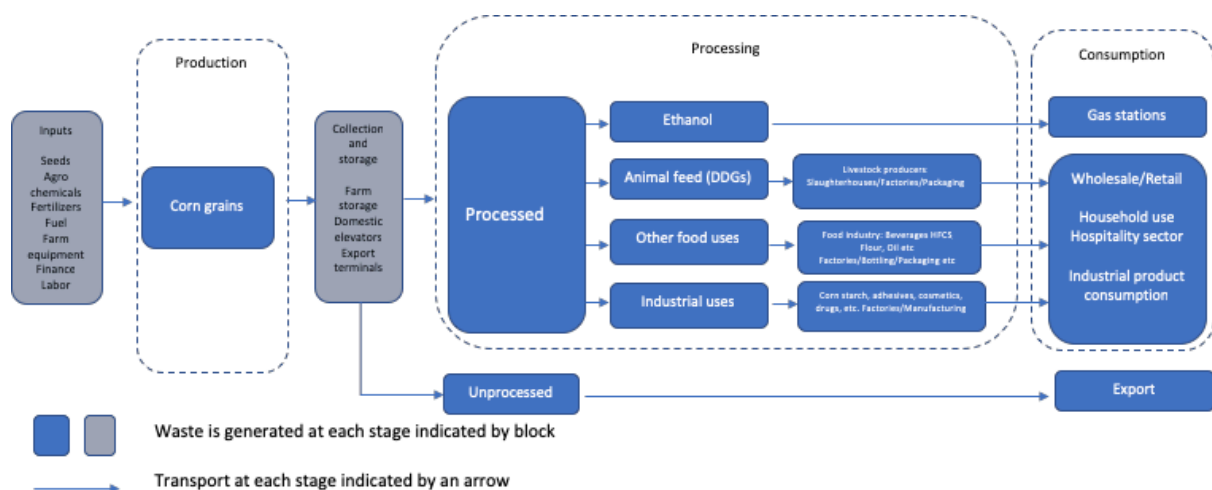 Production
Processing
Consumption
Inputs
Seeds
Agro
chemicals
Fertilizers
Fuel
Farm
equipment
Finance
Labor
Corn grains
Collection
and
storage
Farm
storage
Domestic
elevators
Export
terminals
Processed
Ethanol
Animal feed (DDGs)
Other food uses
Industrial uses
Livestock producers:
Slaughterhouses/Factories/Packaging
Food industry: Beverages HFCS
Flour, Oil etc
Factories/Bottling/Packaging etc
Corn starch, adhesives, cosmetics,
drugs, etc. Factories/Manufacturing
Gas stations
Wholesale/Retail
Household use
Hospitality sector
Industrial product
consumption
Unprocessed
Export
Waste is generated at each stage indicated by block
Transport at each stage indicated by an arrow